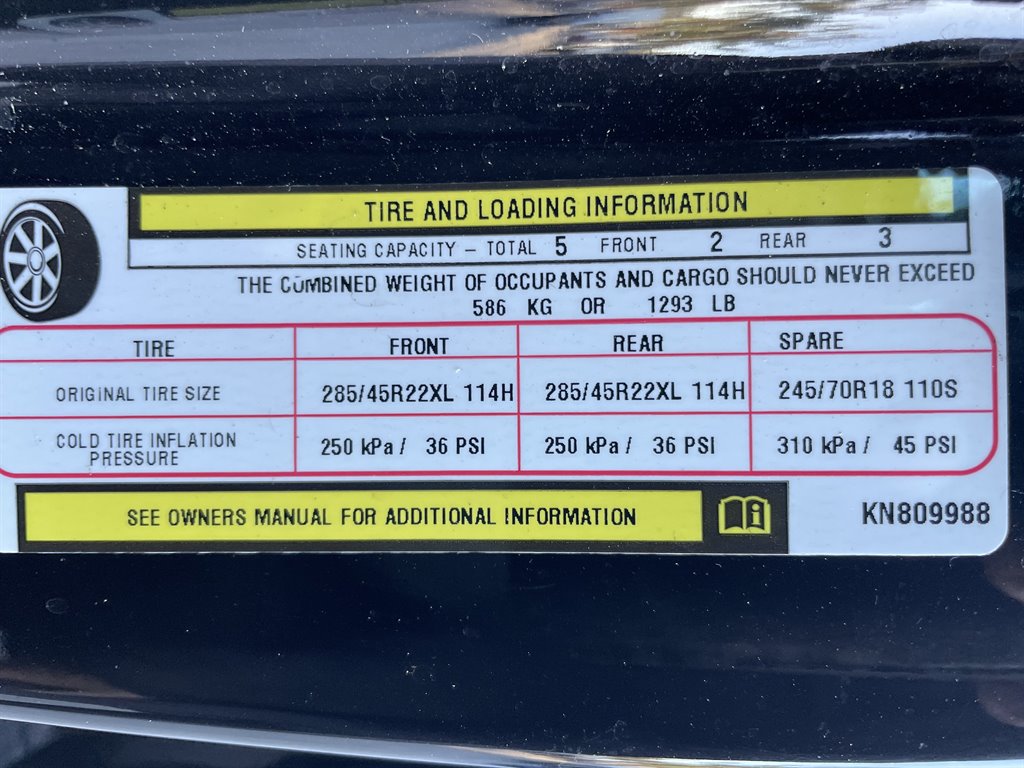 TIRE AND LOADING INFORMATION
SEATING CAPACITY – TOTAL 5 FRONT 2 REAR 3
THE COMBINED WEIGHT OF OCCUPANTS AND CARGO SHOULD NEVER EXCEED
586 KG OR 1293 LB
TIRE FRONT REAR SPARE
ORIGINAL TIRE SIZE 285/45R22XL 114H 285/45R22XL 114H 245/70R18 110S
COLD TIRE INFLATION
PRESSURE 250 kPa / 36 PSI 250 kPa / 36 PSI 310 kPa / 45 PSI
SEE OWNERS MANUAL FOR ADDITIONAL INFORMATION
KN809988